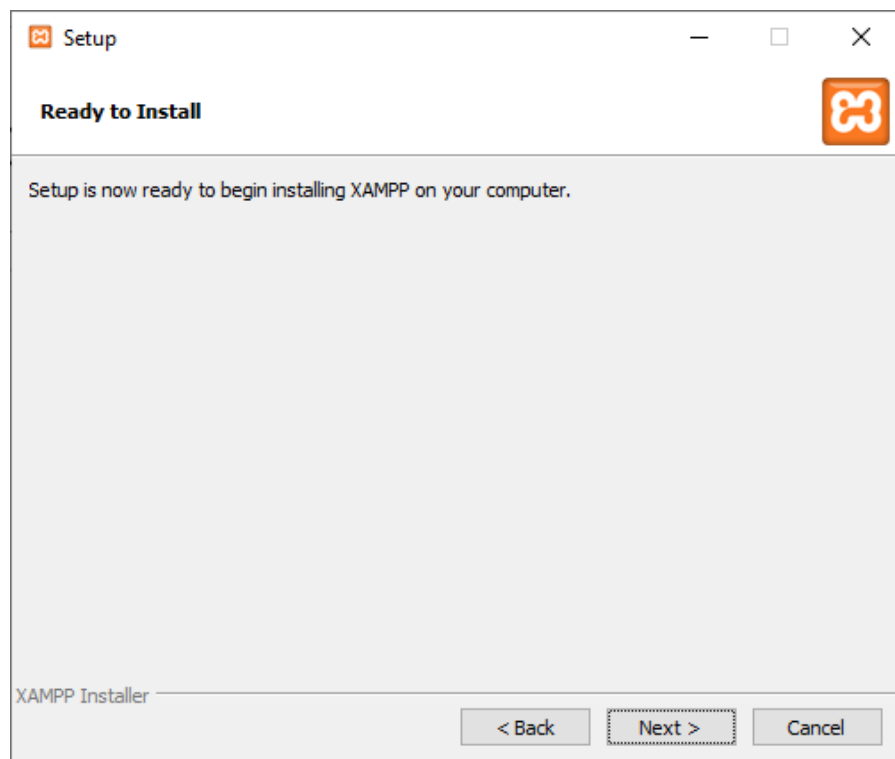 Setup
Ready to Install
Setup is now ready to begin installing XAMPP on your computer.
XAMPP Installer
< Back Next > Cancel